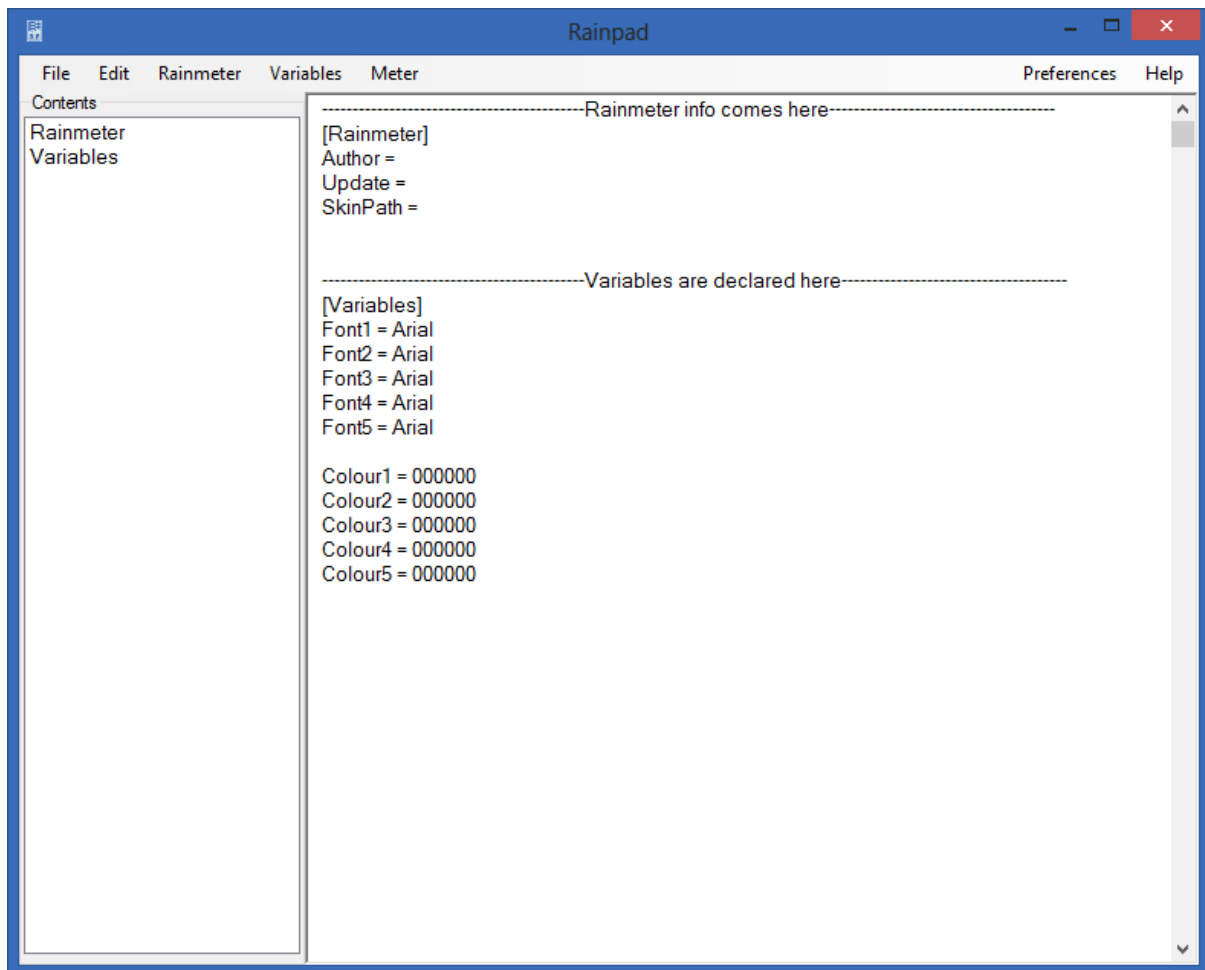 Rainpad
File Edit Rainmeter Variables Meter Preferences Help
Contents
Rainmeter
Variables
-------------------------------------------Rainmeter info comes here-------------------------------------
[Rainmeter]
Author =
Update =
SkinPath =
-------------------------------------------Variables are declared here-------------------------------------
[Variables]
Font1 = Arial
Font2 = Arial
Font3 = Arial
Font4 = Arial
Font5 = Arial
Colour1 = 000000
Colour2 = 000000
Colour3 = 000000
Colour4 = 000000
Colour5 = 000000